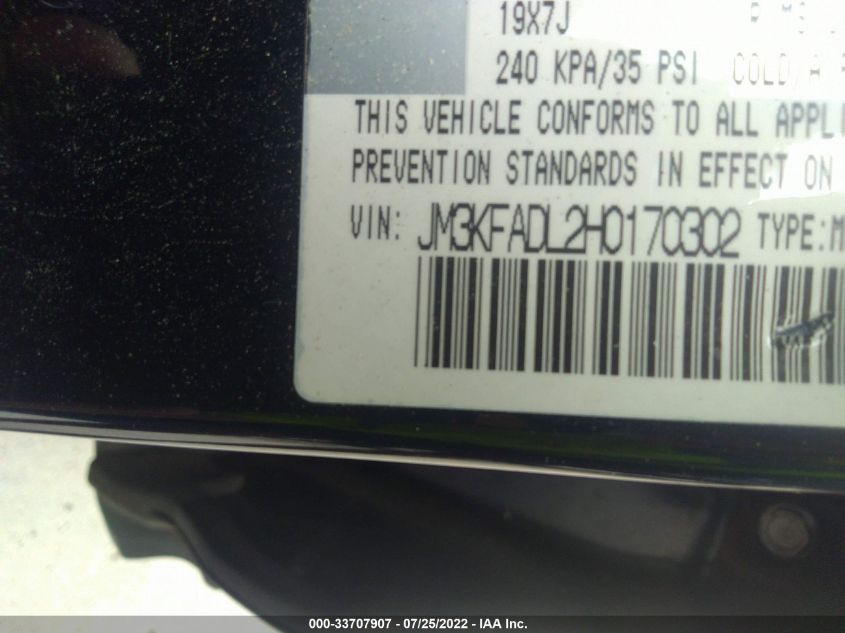 19X7J
240 KPA/35 PSI COLD/A
THIS VEHICLE CONFORMS TO ALL APPLI
PREVENTION STANDARDS IN EFFECT ON
VIN: JM3KFADL2H0170302 TYPE:M
000-33707907 - 07/25/2022 - IAA Inc.